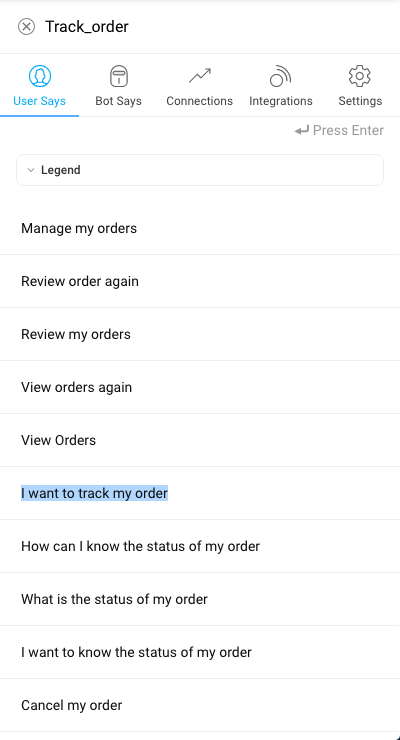 Track_order
User Says
Bot Says
Connections
Integrations
Settings
Press Enter
Legend
Manage my orders
Review order again
Review my orders
View orders again
View Orders
I want to track my order
How can I know the status of my order
What is the status of my order
I want to know the status of my order
Cancel my order